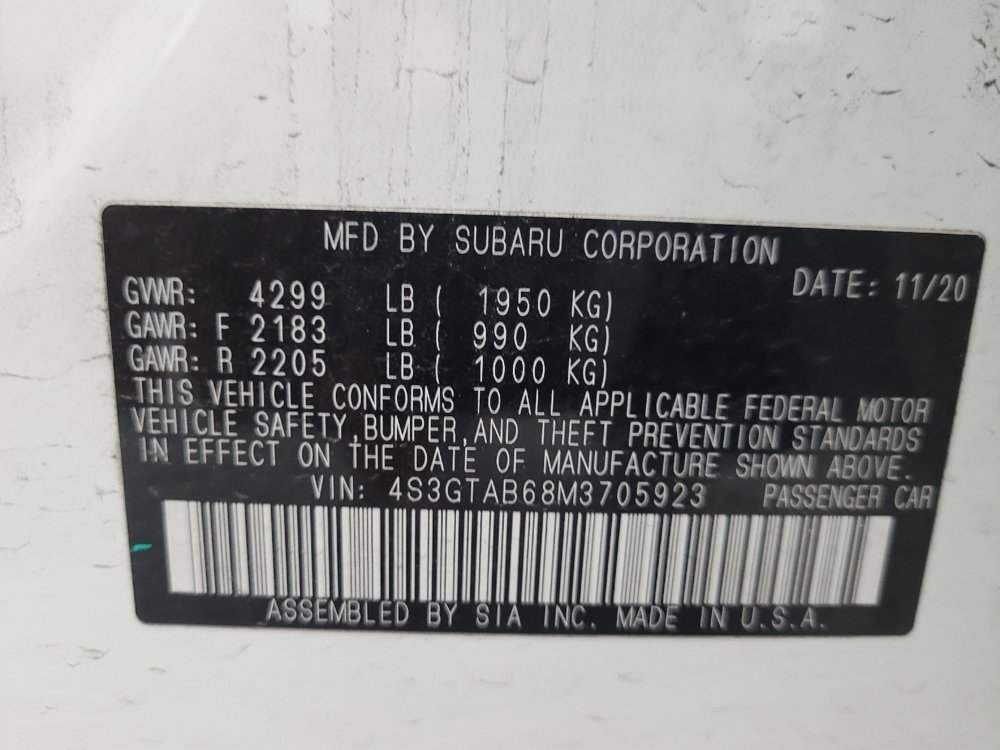 MFD BY SUBARU CORPORATION
DATE: 11/20
GVWR: 4299 LB ( 1950 KG)
GAWR: F 2183 LB ( 990 KG)
GAWR: R 2205 LB ( 1000 KG)
THIS VEHICLE CONFORMS TO ALL APPLICABLE FEDERAL MOTOR
VEHICLE SAFETY,BUMPER,AND THEFT PREVENTION STANDARDS
IN EFFECT ON THE DATE OF MANUFACTURE SHOWN ABOVE.
VIN: 4S3GTAB68M3705923 PASSENGER CAR
ASSEMBLED BY SIA INC. MADE IN U.S.A.